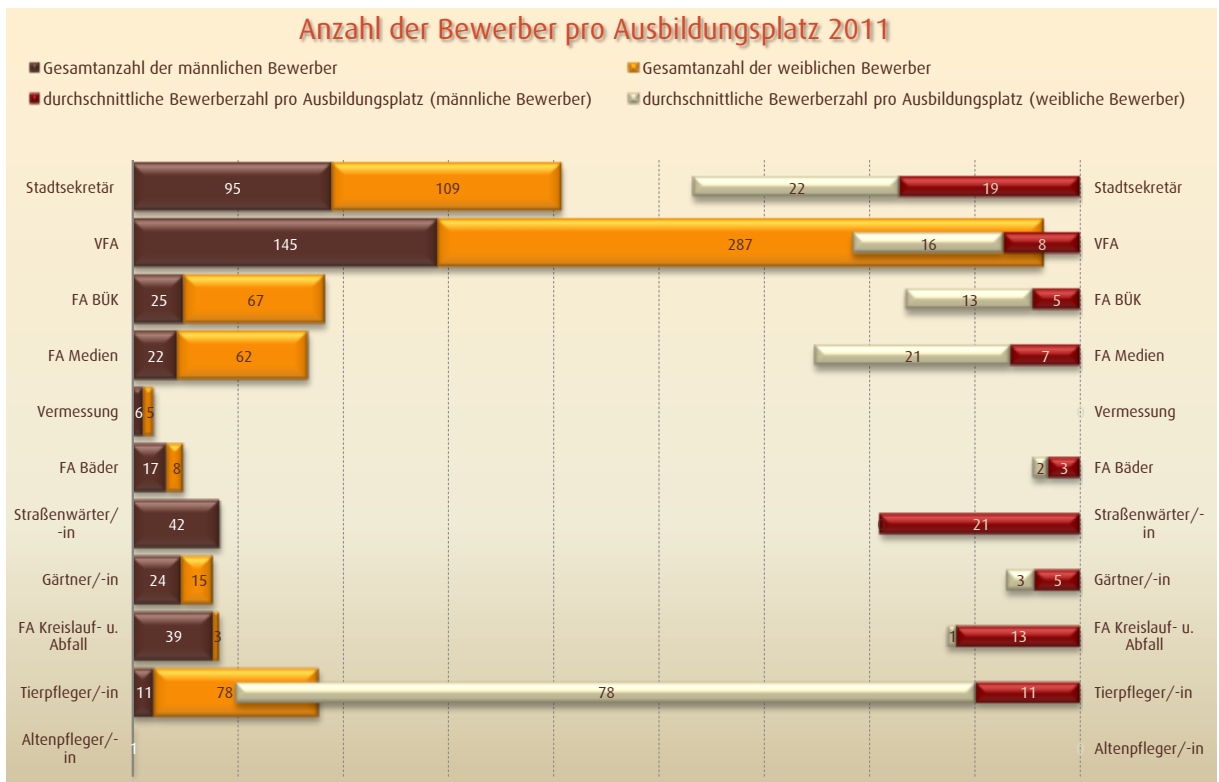 Anzahl der Bewerber pro Ausbildungsplatz 2011
Gesamtanzahl der männlichen Bewerber
Gesamtanzahl der weiblichen Bewerber
durchschnittliche Bewerberzahl pro Ausbildungsplatz (männliche Bewerber)
durchschnittliche Bewerberzahl pro Ausbildungsplatz (weibliche Bewerber)
Stadtsekretär 95 109 22 19 Stadtsekretär
VFA 145 287 16 8 VFA
FA BÜK 25 67 13 5 FA BÜK
FA Medien 22 62 21 7 FA Medien
Vermessung 6 5 Vermessung
FA Bäder 17 8 2 3 FA Bäder
Straßenwärter/
-in
42 21
Straßenwärter/-
in
Gärtner/-in 24 15 3 5 Gärtner/-in
FA Kreislauf- u.
Abfall
39 3 1 13
FA Kreislauf- u.
Abfall
Tierpfleger/-in 11 78 78 11 Tierpfleger/-in
Altenpfleger/-
in
1
Altenpfleger/-in